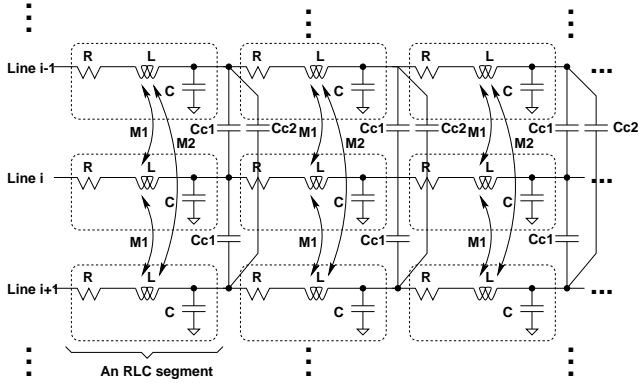 R L R L R L
Line i-1
C C C
Cc1 Cc2 Cc1 Cc2 Cc1 Cc2
M1 M2 M1 M2 M1 M2
R L R L R L
Line i
C C C
M1 Cc1 M1 Cc1 M1 Cc1
R L R L R L
Line i+1
C C C
An RLC segment